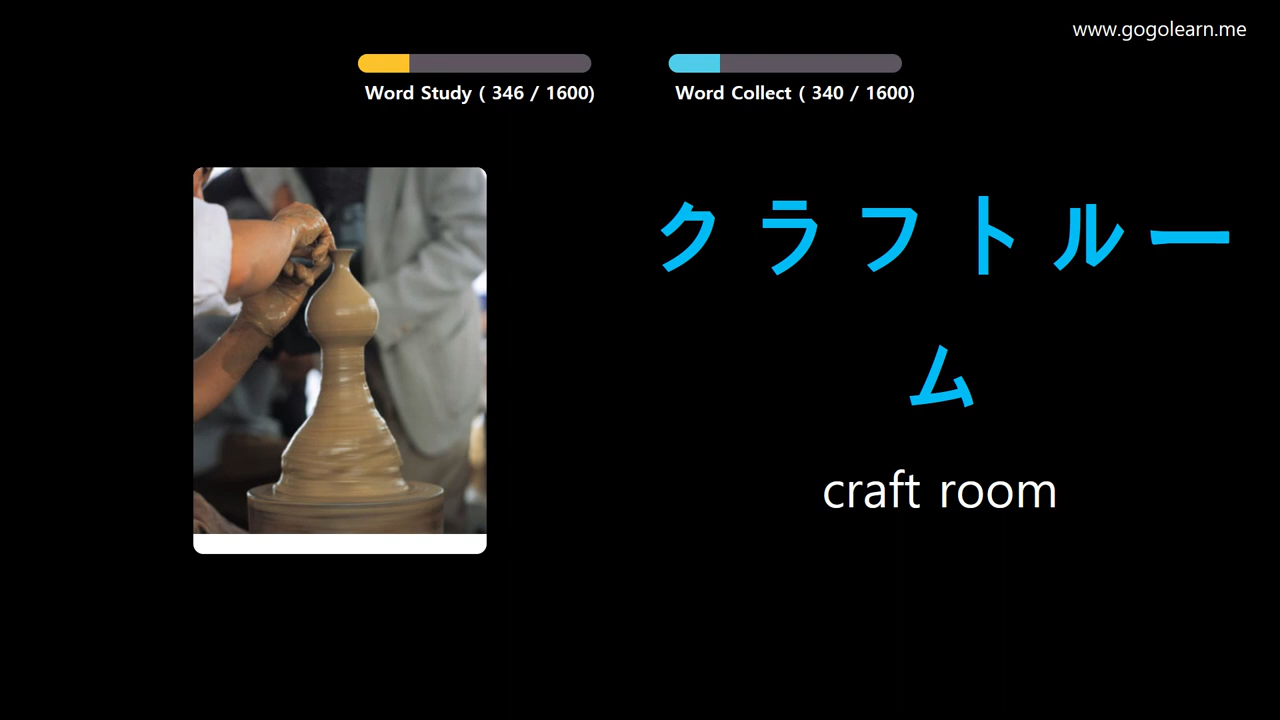 www.gogolearn.me
Word Study ( 346 / 1600)
Word Collect ( 340 / 1600)
クラフトルー
ム
craft room